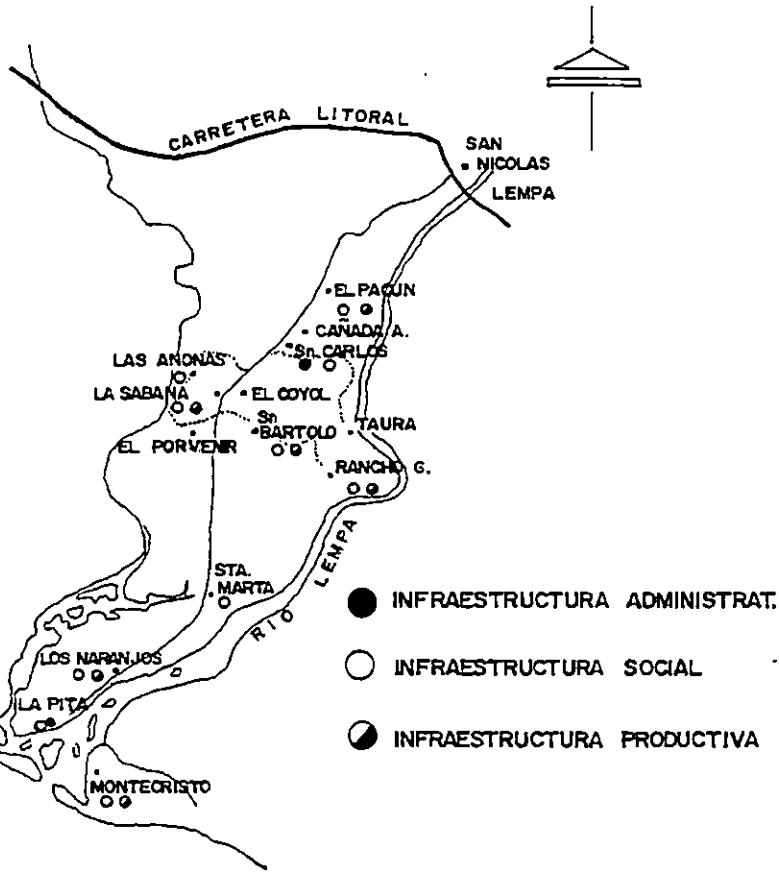 CARRETERA LITORAL
SAN
NICOLAS
LEMPA
EL PACUN
CAÑADA A.
Sn. CARLOS
LAS ANONAS
LA SABANA
EL COYOL
Sn
BARTOLO
TAURA
EL PORVENIR
RANCHO G.
RIO LEMPA
STA.
MARTA
INFRAESTRUCTURA ADMINISTRAT.
LOS NARANJOS
INFRAESTRUCTURA SOCIAL
LA PITA
INFRAESTRUCTURA PRODUCTIVA
MONTECRISTO